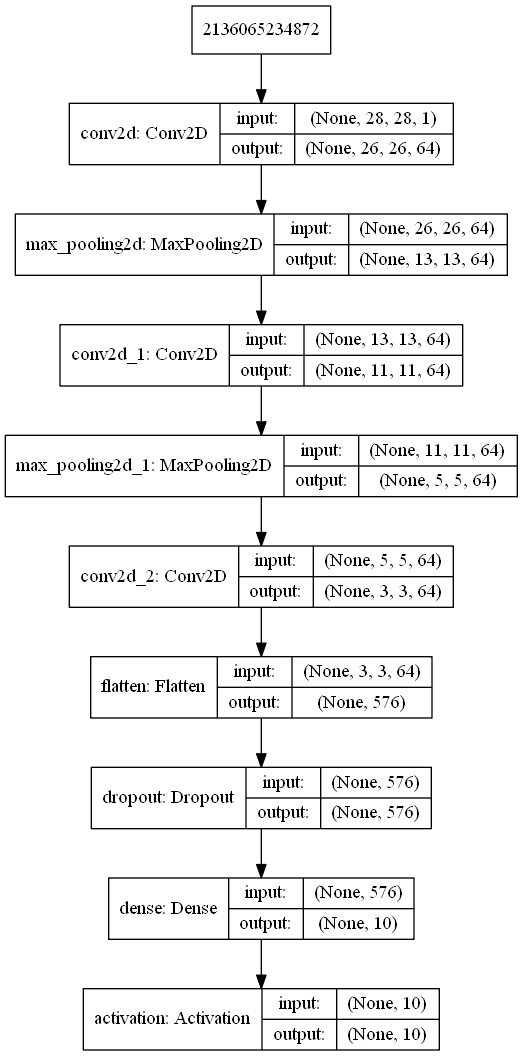 2136065234872
conv2d: Conv2D
input: (None, 28, 28, 1)
output: (None, 26, 26, 64)
max_pooling2d: MaxPooling2D
input: (None, 26, 26, 64)
output: (None, 13, 13, 64)
conv2d_1: Conv2D
input: (None, 13, 13, 64)
output: (None, 11, 11, 64)
max_pooling2d_1: MaxPooling2D
input: (None, 11, 11, 64)
output: (None, 5, 5, 64)
conv2d_2: Conv2D
input: (None, 5, 5, 64)
output: (None, 3, 3, 64)
flatten: Flatten
input: (None, 3, 3, 64)
output: (None, 576)
dropout: Dropout
input: (None, 576)
output: (None, 576)
dense: Dense
input: (None, 576)
output: (None, 10)
activation: Activation
input: (None, 10)
output: (None, 10)